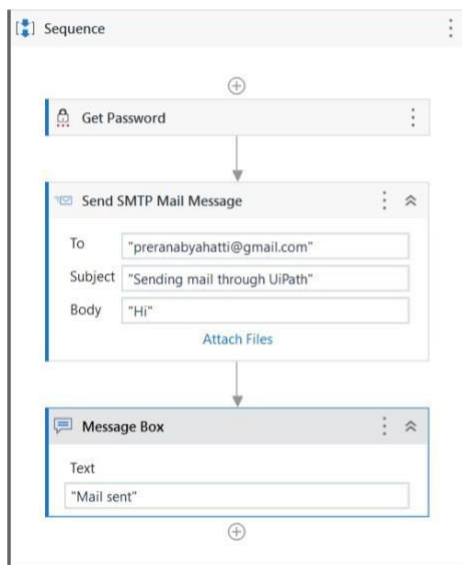 Sequence
Get Password
Send SMTP Mail Message
To "preranabyahatti@gmail.com"
Subject "Sending mail through UiPath"
Body "Hi"
Attach Files
Message Box
Text
"Mail sent"